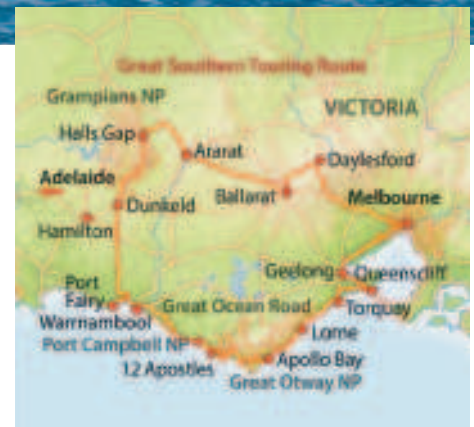 Great Southern Touring Route
Grampians NP
VICTORIA
Halls Gap
Ararat
Daylesford
Adelaide
Ballarat
Melbourne
Dunkeld
Hamilton
Geelong
Queenscliff
Port
Fairy
Great Ocean Road
Torquay
Warrnambool
Lorne
Port Campbell NP
12 Apostles
Apollo Bay
Great Otway NP